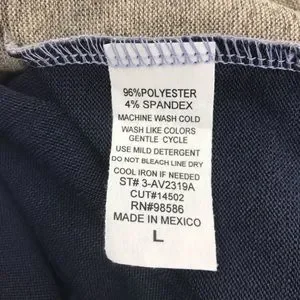 96%POLYESTER
4% SPANDEX
MACHINE WASH COLD
WASH LIKE COLORS
GENTLE CYCLE
USE MILD DETERGENT
DO NOT BLEACH LINE DRY
COOL IRON IF NEEDED
ST# 3-AV2319A
CUT#14502
RN#98586
MADE IN MEXICO
L